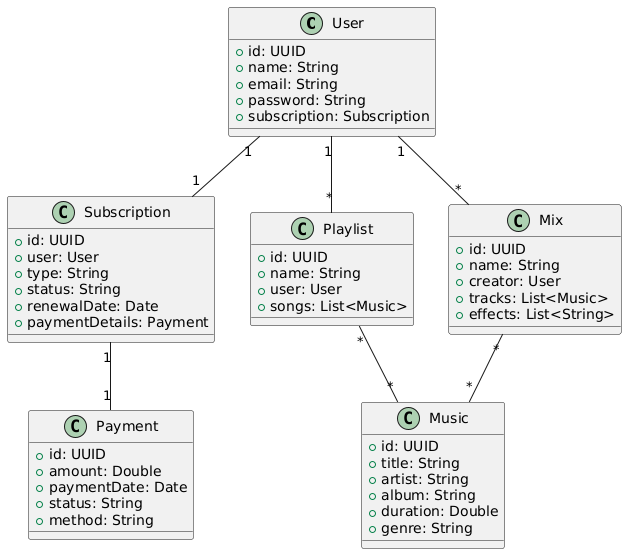 C User
id: UUID
name: String
email: String
password: String
subscription: Subscription
1 1 1
1 * *
C Subscription
id: UUID
user: User
type: String
status: String
renewalDate: Date
paymentDetails: Payment
C Playlist
id: UUID
name: String
user: User
songs: List<Music>
C Mix
id: UUID
name: String
creator: User
tracks: List<Music>
effects: List<String>
1
1
* *
* *
C Payment
id: UUID
amount: Double
paymentDate: Date
status: String
method: String
C Music
id: UUID
title: String
artist: String
album: String
duration: Double
genre: String